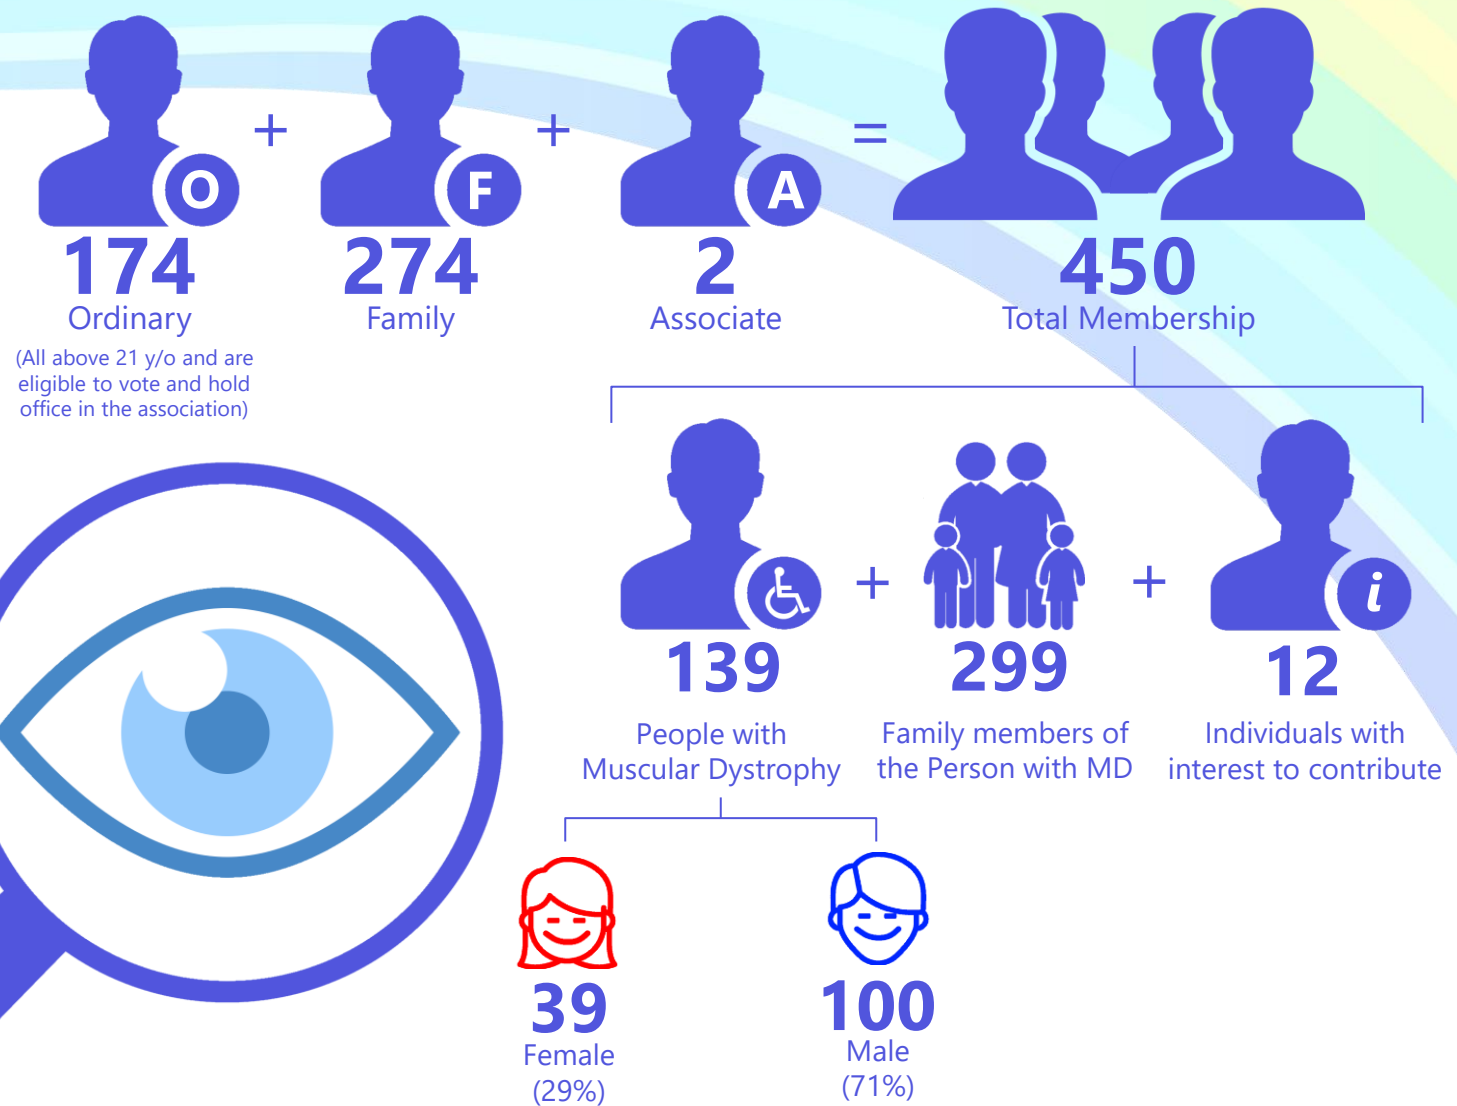 O
+
F
+
A
=
174
Ordinary
(All above 21 y/o and are
eligible to vote and hold
office in the association)
274
Family
2
Associate
450
Total Membership
139
People with
Muscular Dystrophy
+
299
Family members of
the Person with MD
+
i
12
Individuals with
interest to contribute
39
Female
(29%)
100
Male
(71%)